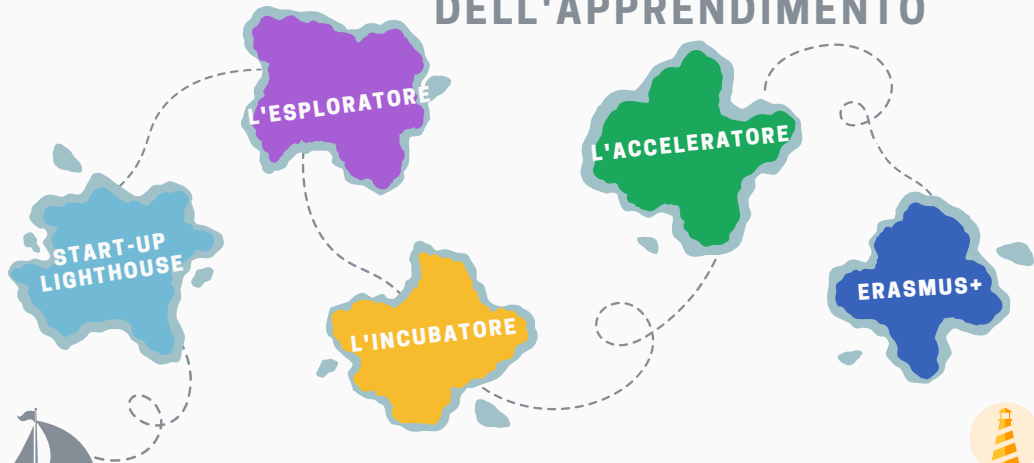 DELL'APPRENDIMENTO
L'ESPLORATORE
L'ACCELERATORE
START-UP
LIGHTHOUSE
ERASMUS+
L'INCUBATORE